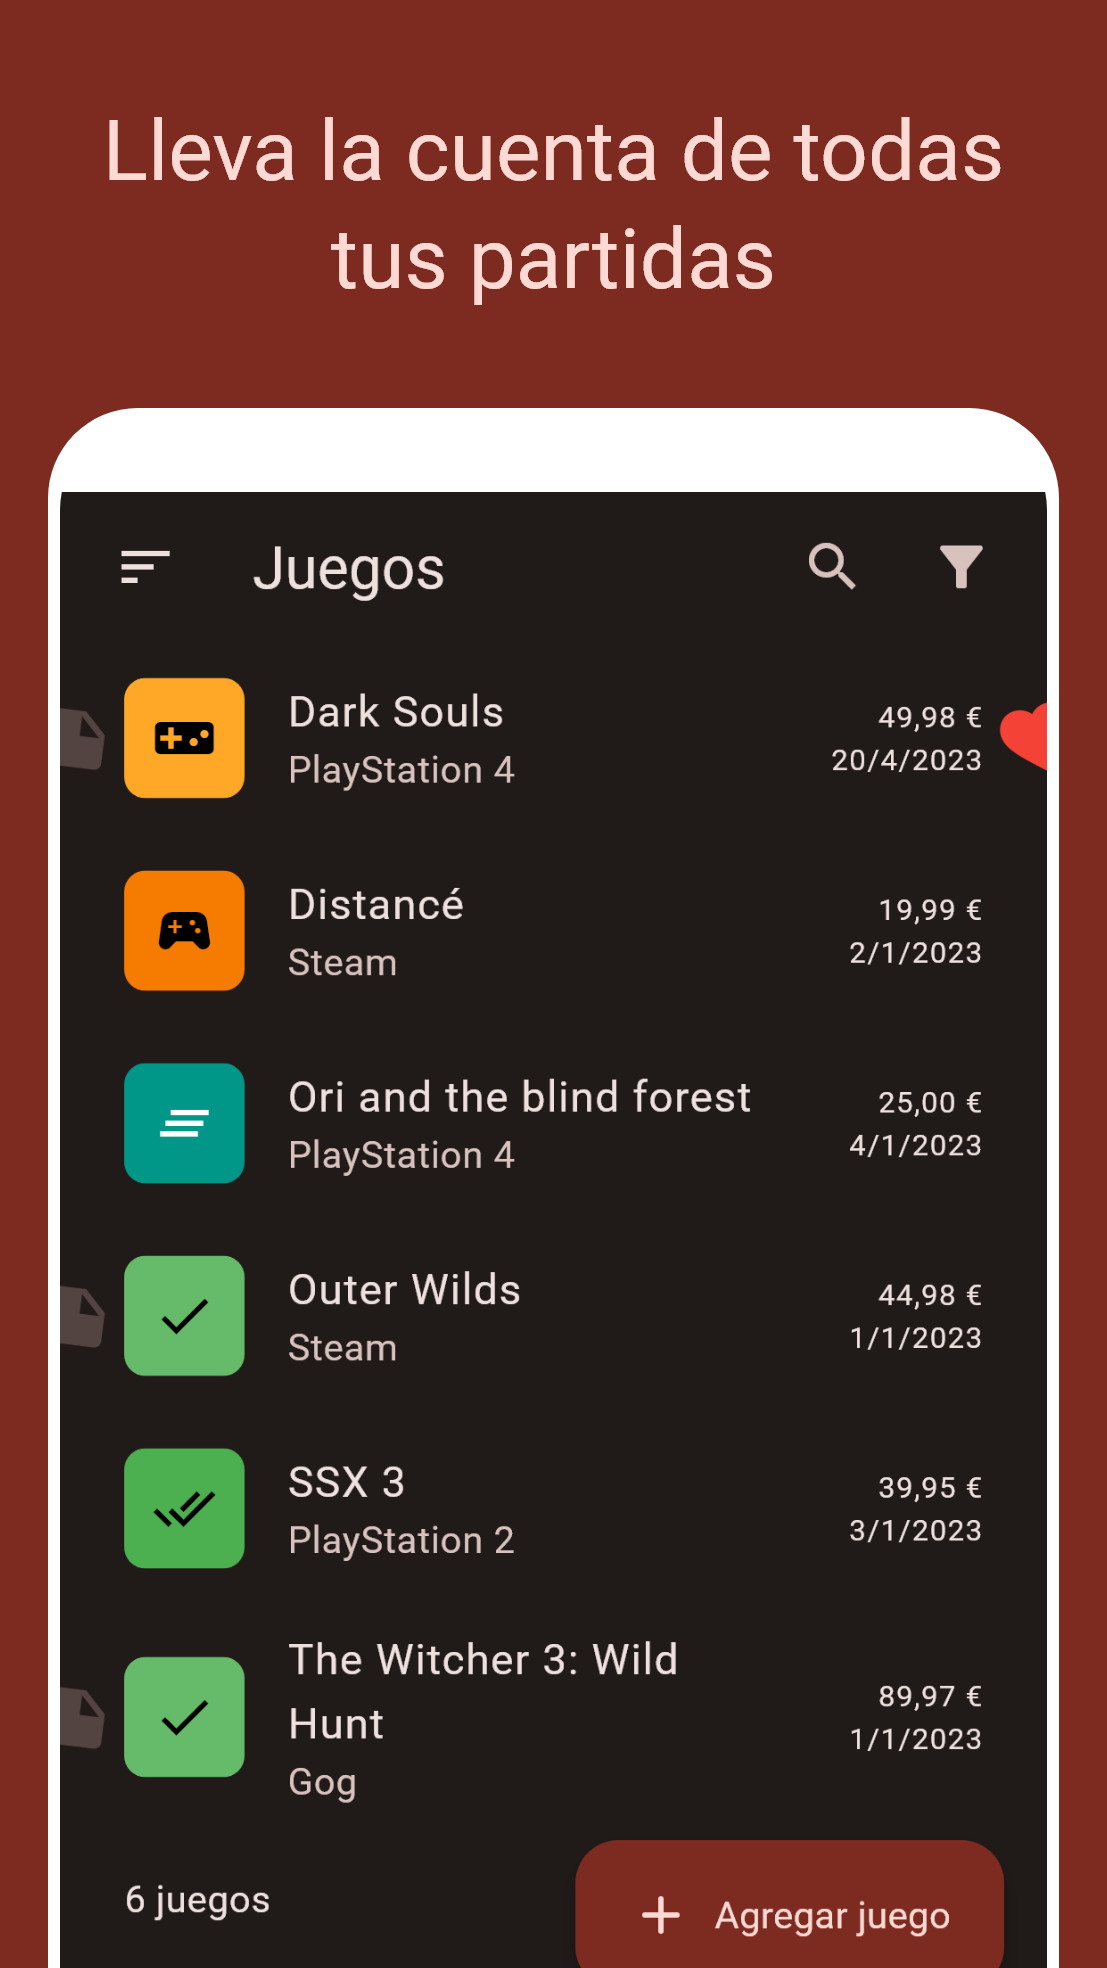 Lleva la cuenta de todas
tus partidas
Juegos
Dark Souls
PlayStation 4
49,98 €
20/4/2023
Distancé
Steam
19,99 €
2/1/2023
Ori and the blind forest
PlayStation 4
25,00 €
4/1/2023
Outer Wilds
Steam
44,98 €
1/1/2023
SSX 3
PlayStation 2
39,95 €
3/1/2023
The Witcher 3: Wild
Hunt
Gog
89,97 €
1/1/2023
6 juegos
Agregar juego